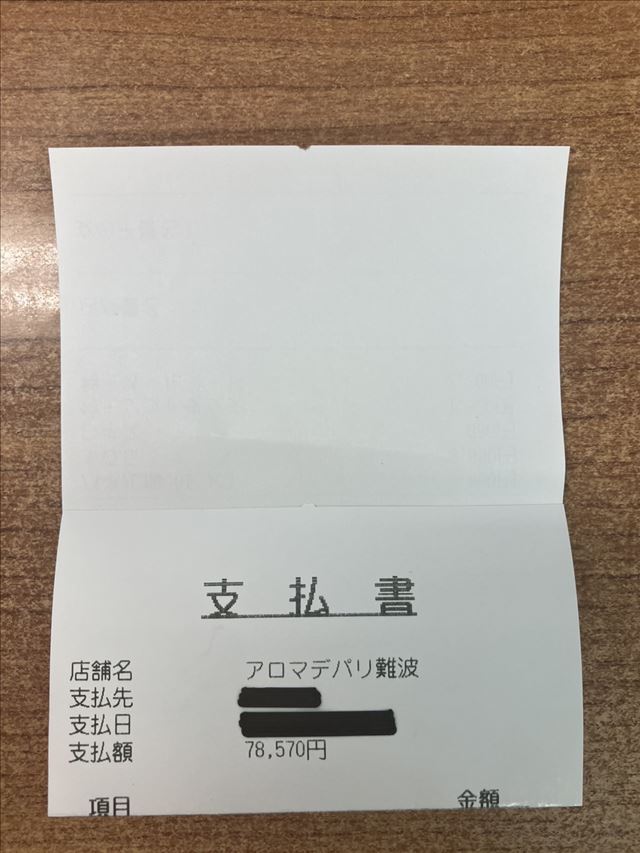 支払書
店舗名 アロマデパリ難波
支払先
支払日
支払額 78,570円
項目 金額